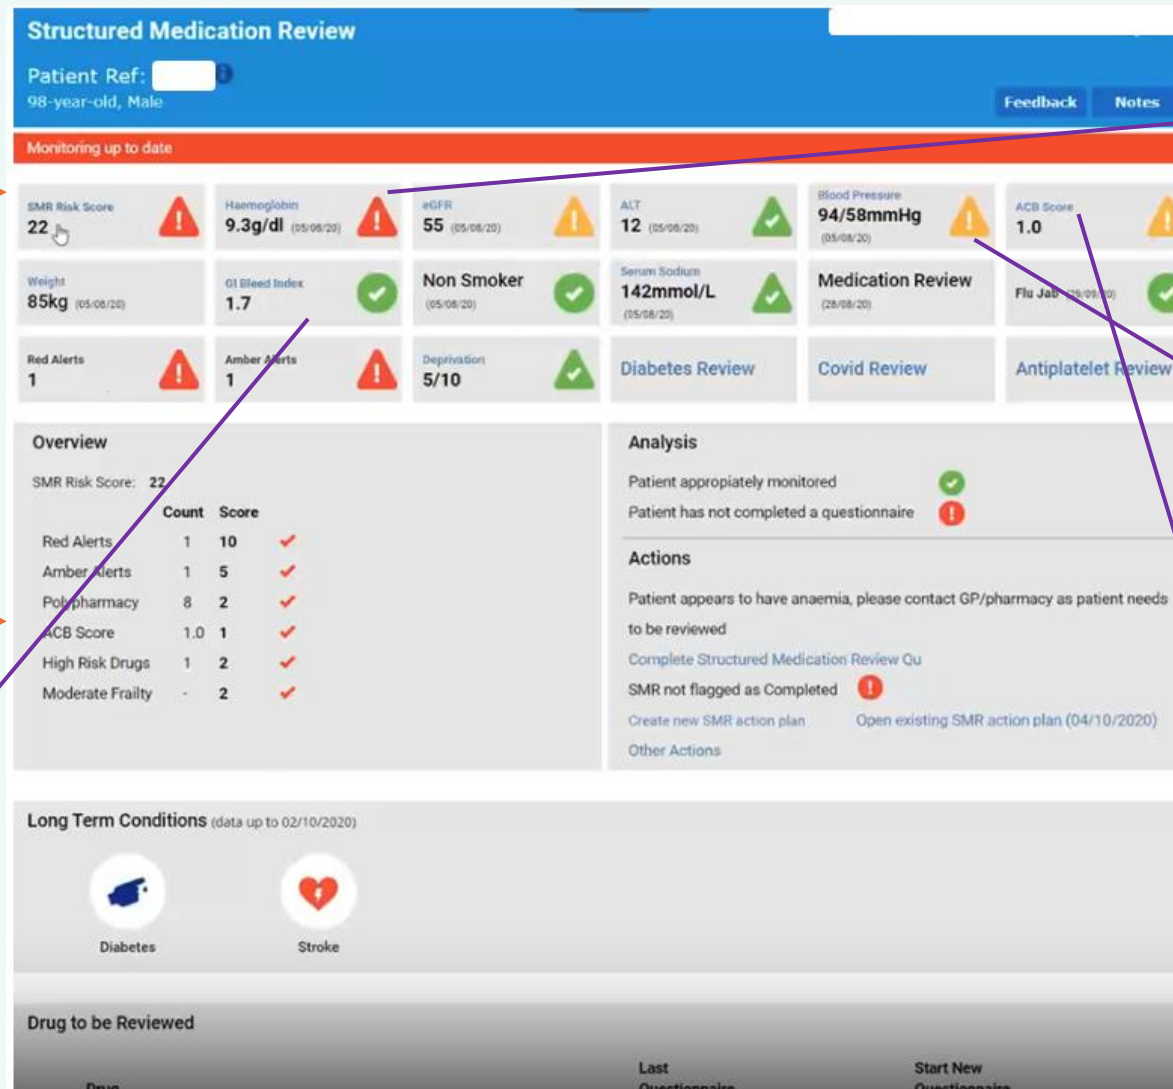 Structured Medication Review
Patient Ref:
98-year-old, Male
Feedback Notes
Monitoring up to date
SMR Risk Score
22
Haemoglobin
9.3g/dl (05/08/20)
eGFR
55 (05/08/20)
ALT
12 (05/08/20)
Blood Pressure
94/58mmHg
(05/08/20)
ACB Score
1.0
Weight
85kg (05/08/20)
GI Bleed Index
1.7
Non Smoker
(05/08/20)
Serum Sodium
142mmol/L
(05/08/20)
Medication Review
(28/08/20)
Flu Jab
Red Alerts
1
Amber Alerts
1
Deprivation
5/10
Diabetes Review
Covid Review
Antiplatelet Review
Overview
SMR Risk Score: 22
Count Score
Red Alerts 1 10
Amber Alerts 1 5
Polypharmacy 8 2
ACB Score 1.0 1
High Risk Drugs 1 2
Moderate Frailty - 2
Analysis
Patient appropiately monitored
Patient has not completed a questionnaire
Actions
Patient appears to have anaemia, please contact GP/pharmacy as patient needs
to be reviewed
Complete Structured Medication Review Qu
SMR not flagged as Completed
Create new SMR action plan Open existing SMR action plan (04/10/2020)
Other Actions
Long Term Conditions (data up to 02/10/2020)
Diabetes
Stroke
Drug to be Reviewed
Last Start New
Drug Questionnaire Questionnaire